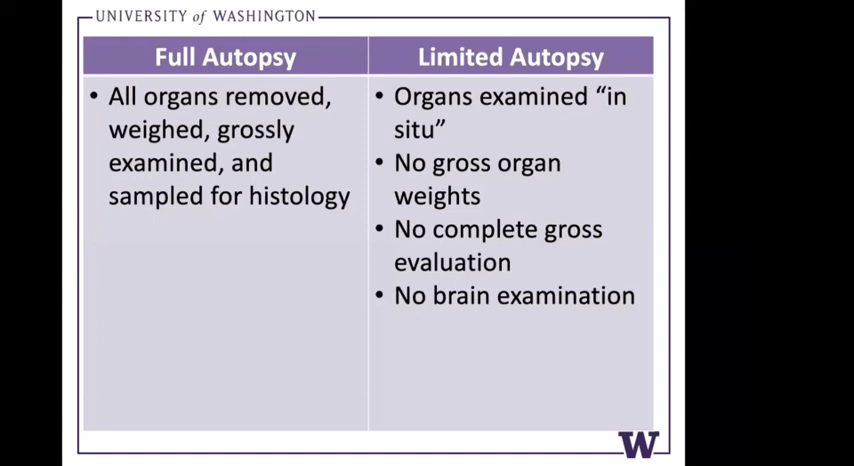 UNIVERSITY of WASHINGTON
Full Autopsy
• All organs removed,
weighed, grossly
examined, and
sampled for histology
Limited Autopsy
• Organs examined “in
situ”
• No gross organ
weights
• No complete gross
evaluation
• No brain examination
W